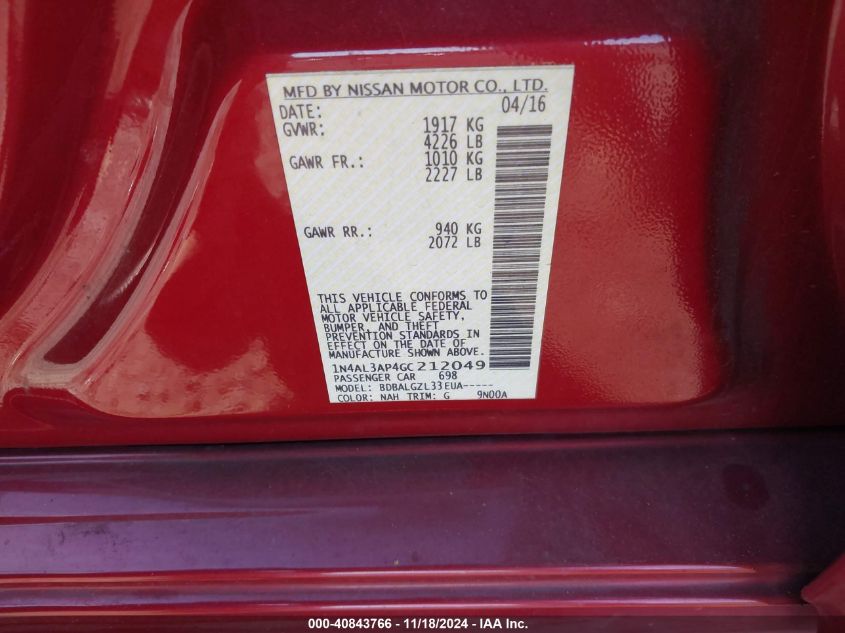 MFD BY NISSAN MOTOR CO., LTD.
DATE: 04/16
GVWR: 1917 KG
4226 LB
GAWR FR.: 1010 KG
2227 LB
GAWR RR.: 940 KG
2072 LB
THIS VEHICLE CONFORMS TO
ALL APPLICABLE FEDERAL
MOTOR VEHICLE SAFETY,
BUMPER, AND THEFT
PREVENTION STANDARDS IN
EFFECT ON THE DATE OF
MANUFACTURE SHOWN ABOVE.
1N4AL3AP4GC212049
PASSENGER CAR 698
MODEL: BDBALGZL33EUA-----
COLOR: NAH TRIM: G 9N00A
000-40843766 - 11/18/2024 - IAA Inc.